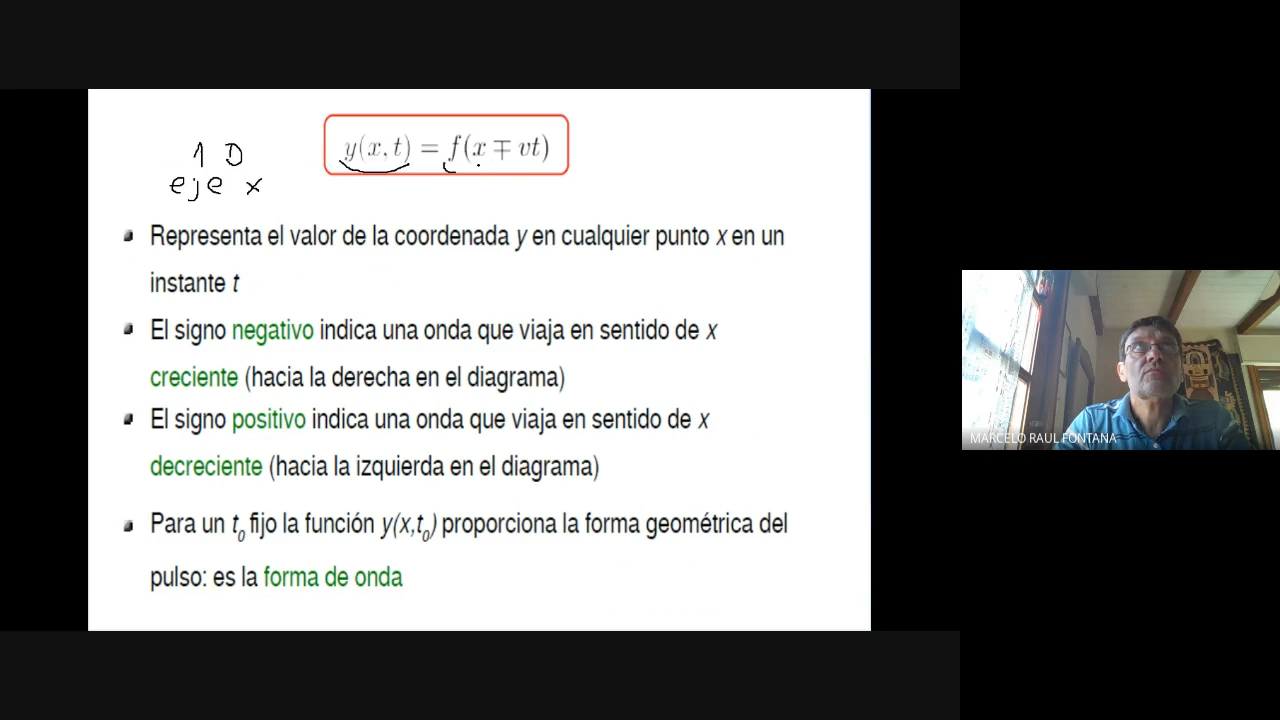 1 D
eje x
y(x, t) = f(x ∓ vt)
Representa el valor de la coordenada y en cualquier punto x en un
instante t
El signo negativo indica una onda que viaja en sentido de x
creciente (hacia la derecha en el diagrama)
El signo positivo indica una onda que viaja en sentido de x
decreciente (hacia la izquierda en el diagrama)
Para un t₀ fijo la función y(x,t₀) proporciona la forma geométrica del
pulso: es la forma de onda
MARCELO RAUL FONTANA